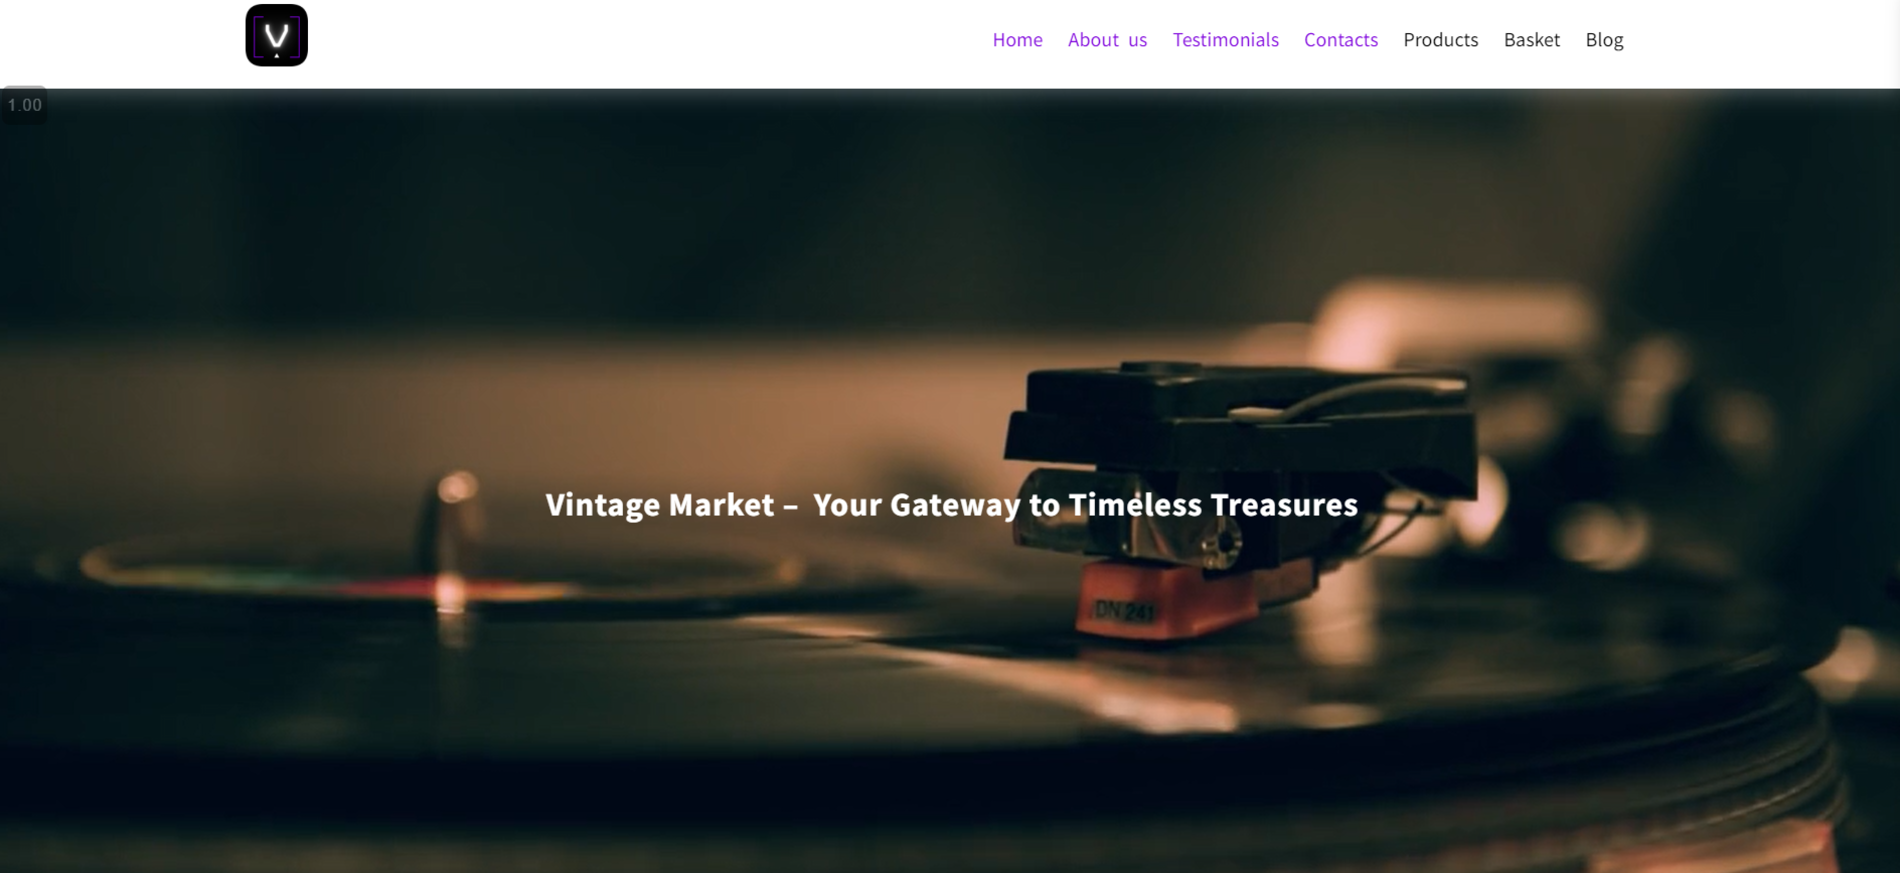 V
Home About us Testimonials Contacts Products Basket Blog
1.00
Vintage Market – Your Gateway to Timeless Treasures
DN 241